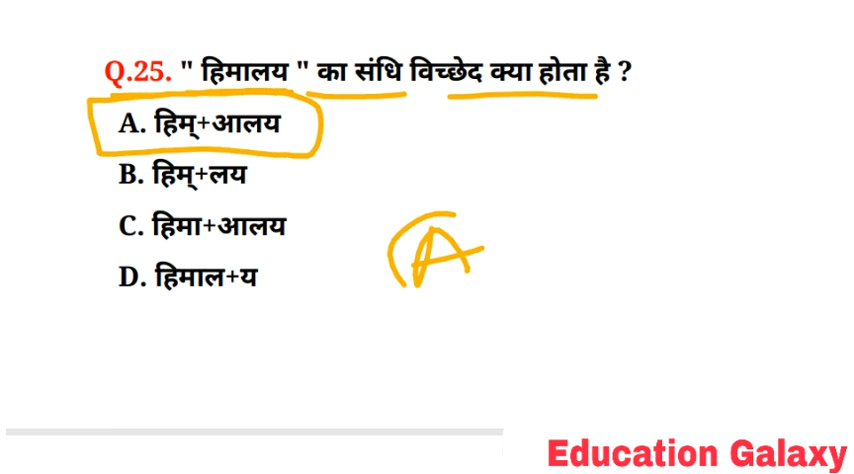 Q.25. " हिमालय " का संधि विच्छेद क्या होता है ?
A. हिम्+आलय
B. हिम्+लय
C. हिमा+आलय
D. हिमाल+य
A
Education Galaxy